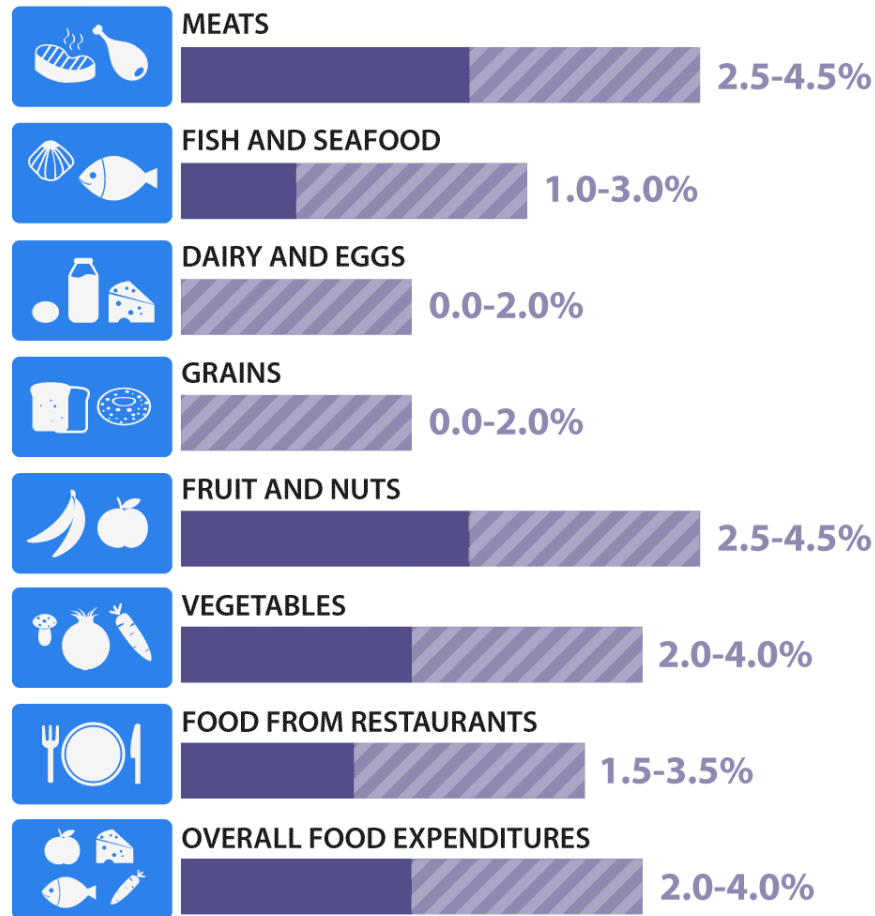 MEATS
2.5-4.5%
FISH AND SEAFOOD
1.0-3.0%
DAIRY AND EGGS
0.0-2.0%
GRAINS
0.0-2.0%
FRUIT AND NUTS
2.5-4.5%
VEGETABLES
2.0-4.0%
FOOD FROM RESTAURANTS
1.5-3.5%
OVERALL FOOD EXPENDITURES
2.0-4.0%